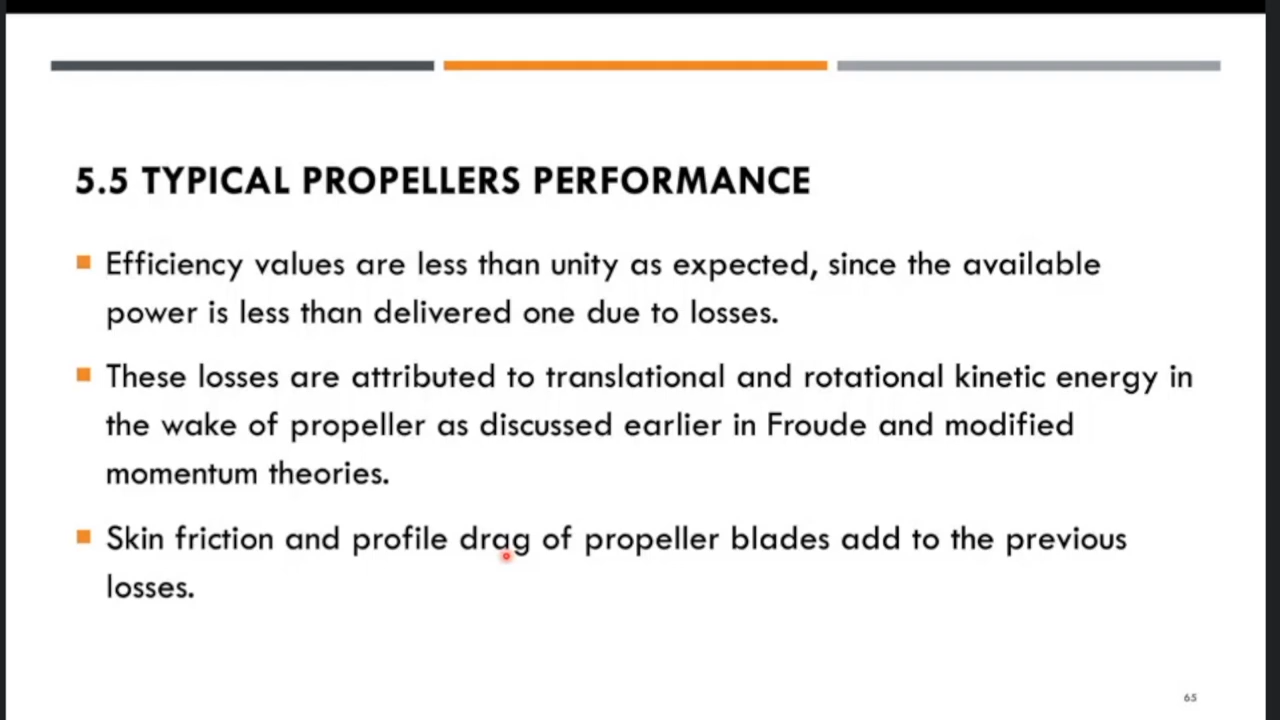 5.5 TYPICAL PROPELLERS PERFORMANCE
Efficiency values are less than unity as expected, since the available
power is less than delivered one due to losses.
These losses are attributed to translational and rotational kinetic energy in
the wake of propeller as discussed earlier in Froude and modified
momentum theories.
Skin friction and profile drag of propeller blades add to the previous
losses.
65